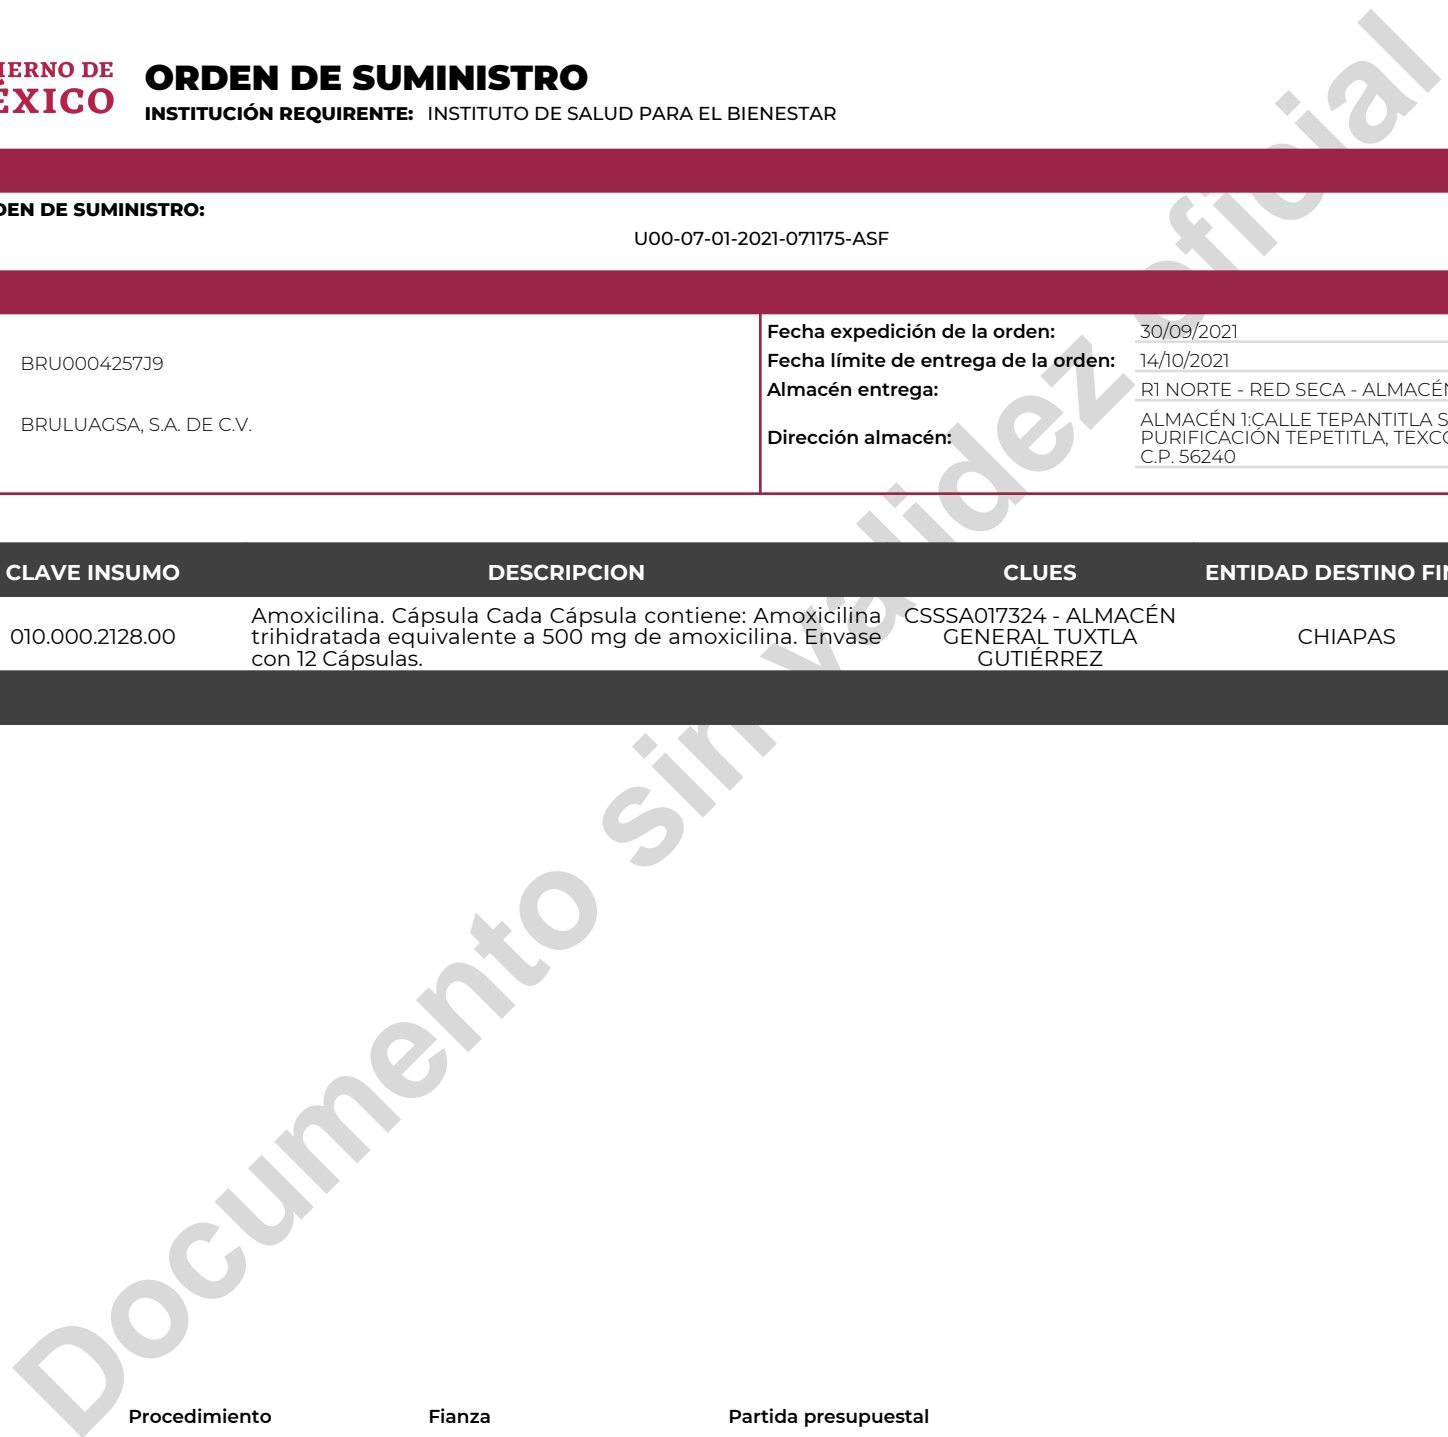 IERNO DE
ÉXICO
ORDEN DE SUMINISTRO
INSTITUCIÓN REQUIRENTE: INSTITUTO DE SALUD PARA EL BIENESTAR
DEN DE SUMINISTRO:
U00-07-01-2021-071175-ASF
BRU0004257J9
BRULUAGSA, S.A. DE C.V.
Fecha expedición de la orden: 30/09/2021
Fecha límite de entrega de la orden: 14/10/2021
Almacén entrega: R1 NORTE - RED SECA - ALMACÉN
Dirección almacén: ALMACÉN 1:CALLE TEPANTITLA S
PURIFICACIÓN TEPETITLA, TEXCO
C.P. 56240
CLAVE INSUMO DESCRIPCION CLUES ENTIDAD DESTINO FIN
010.000.2128.00
Amoxicilina. Cápsula Cada Cápsula contiene: Amoxicilina
trihidratada equivalente a 500 mg de amoxicilina. Envase
con 12 Cápsulas.
CSSSA017324 - ALMACÉN
GENERAL TUXTLA
GUTIÉRREZ
CHIAPAS
Documento sin validez oficial
Procedimiento Fianza Partida presupuestal